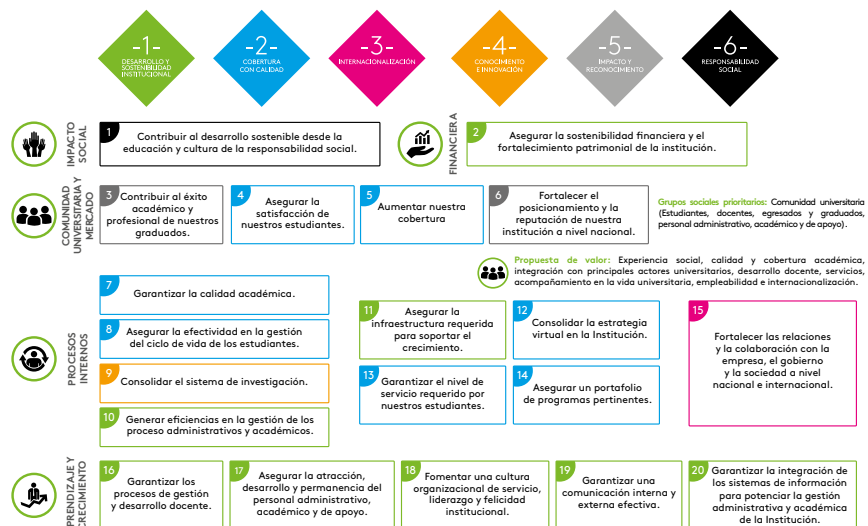 -1-
DESARROLLO Y
SOSTENIBILIDAD
INSTITUCIONAL
-2-
COBERTURA
CON CALIDAD
-3-
INTERNACIONALIZACIÓN
-4-
CONOCIMIENTO
E INNOVACIÓN
-5-
IMPACTO Y
RECONOCIMIENTO
-6-
RESPONSABILIDAD
SOCIAL
IMPACTO
SOCIAL
1
Contribuir al desarrollo sostenible desde la
educación y cultura de la responsabilidad social.
FINANCIERA
2
Asegurar la sostenibilidad financiera y el
fortalecimiento patrimonial de la institución.
COMUNIDAD
UNIVERSITARIA Y
MERCADO
3
Contribuir al éxito
académico y
profesional de nuestros
graduados.
4
Asegurar la
satisfacción de
nuestros estudiantes.
5
Aumentar nuestra
cobertura
6
Fortalecer el
posicionamiento y la
reputación de nuestra
institución a nivel nacional.
Grupos sociales prioritarios: Comunidad universitaria
(Estudiantes, docentes, egresados y graduados,
personal administrativo, académico y de apoyo).
Propuesta de valor: Experiencia social, calidad y cobertura académica,
integración con principales actores universitarios, desarrollo docente, servicios,
acompañamiento en la vida universitaria, empleabilidad e internacionalización.
PROCESOS
INTERNOS
7
Garantizar la calidad académica.
8
Asegurar la efectividad en la gestión
del ciclo de vida de los estudiantes.
9
Consolidar el sistema de investigación.
10
Generar eficiencias en la gestión de los
proceso administrativos y académicos.
11
Asegurar la
infraestructura requerida
para soportar el
crecimiento.
12
Consolidar la estrategia
virtual en la Institución.
13
Garantizar el nivel de
servicio requerido por
nuestros estudiantes.
14
Asegurar un portafolio
de programas pertinentes.
15
Fortalecer las relaciones
y la colaboración con la
empresa, el gobierno
y la sociedad a nivel
nacional e internacional.
PRENDIZAJE Y
CRECIMIENTO
16
Garantizar los
procesos de gestión
y desarrollo docente.
17
Asegurar la atracción,
desarrollo y permanencia del
personal administrativo,
académico y de apoyo.
18
Fomentar una cultura
organizacional de servicio,
liderazgo y felicidad
institucional.
19
Garantizar una
comunicación interna y
externa efectiva.
20
Garantizar la integración de
los sistemas de información
para potenciar la gestión
administrativa y académica
de la Institución.